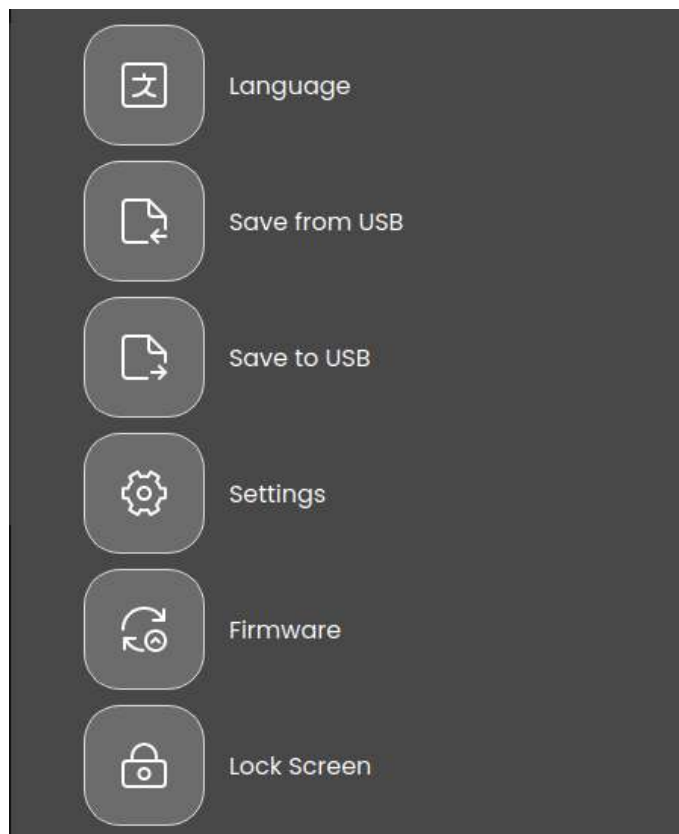 文 Language
Save from USB
Save to USB
Settings
Firmware
Lock Screen